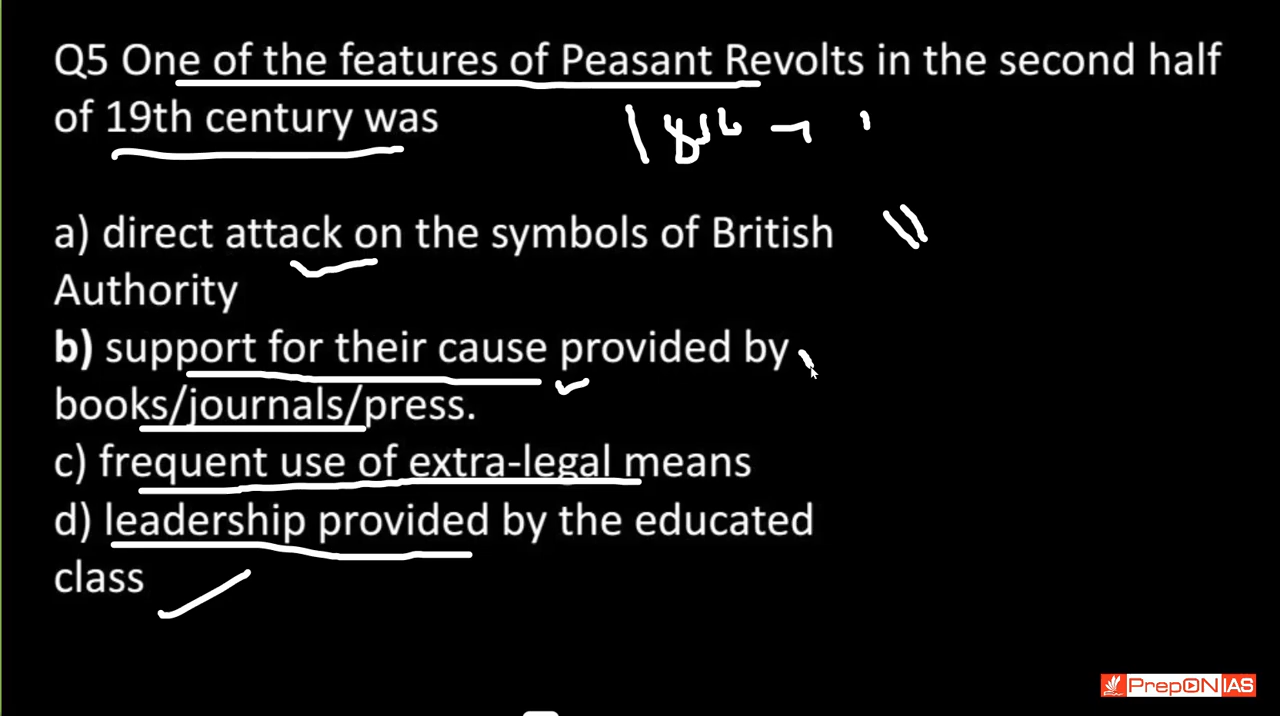 Q5 One of the features of Peasant Revolts in the second half
of 19th century was
a) direct attack on the symbols of British
Authority
b) support for their cause provided by
books/journals/press.
c) frequent use of extra-legal means
d) leadership provided by the educated
class
PrepON IAS